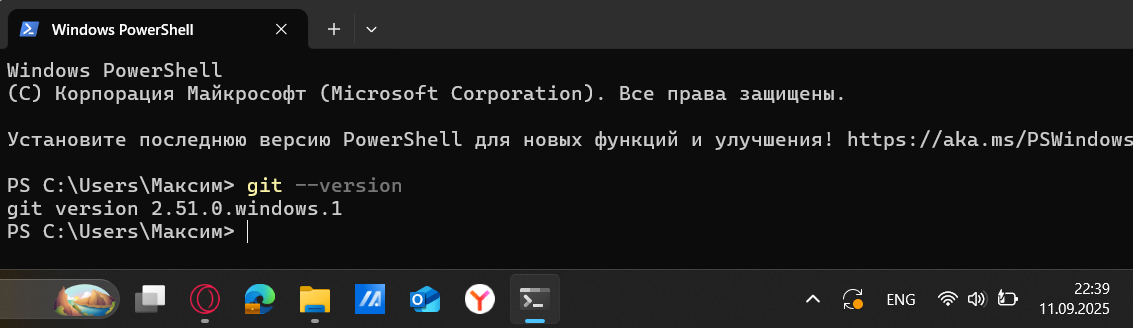 Windows PowerShell
Windows PowerShell
(C) Корпорация Майкрософт (Microsoft Corporation). Все права защищены.
Установите последнюю версию PowerShell для новых функций и улучшения! https://aka.ms/PSWindows
PS C:\Users\Максим> git --version
git version 2.51.0.windows.1
PS C:\Users\Максим>
ENG
22:39
11.09.2025